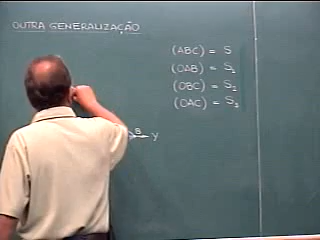 OUTRA GENERALIZAÇÃO
(ABC) = S
(OAB) = S₁
(OBC) = S₂
(OAC) = S₃
B
Y